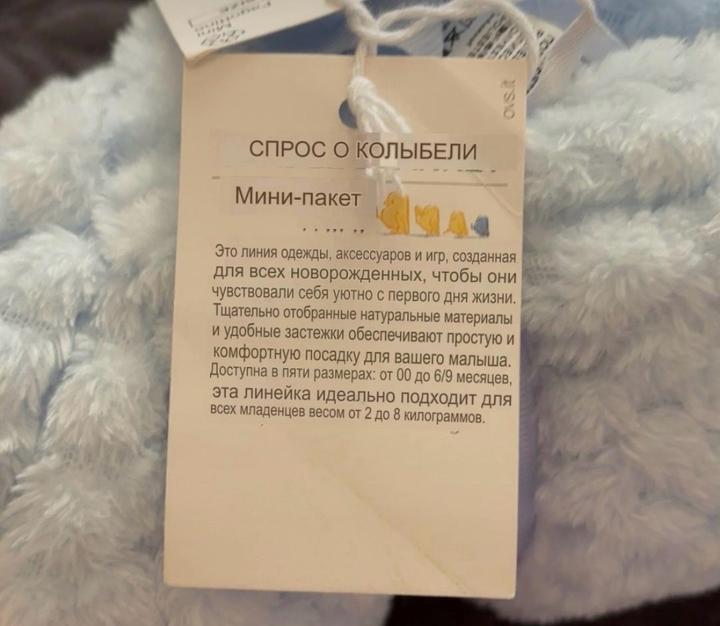 Fagottino
Mini
SIZE
ovs.it
СПРОС О КОЛЫБЕЛИ
Мини-пакет
Это линия одежды, аксессуаров и игр, созданная
для всех новорожденных, чтобы они
чувствовали себя уютно с первого дня жизни.
Тщательно отобранные натуральные материалы
и удобные застежки обеспечивают простую и
комфортную посадку для вашего малыша.
Доступна в пяти размерах: от 00 до 6/9 месяцев,
эта линейка идеально подходит для
всех младенцев весом от 2 до 8 килограммов.